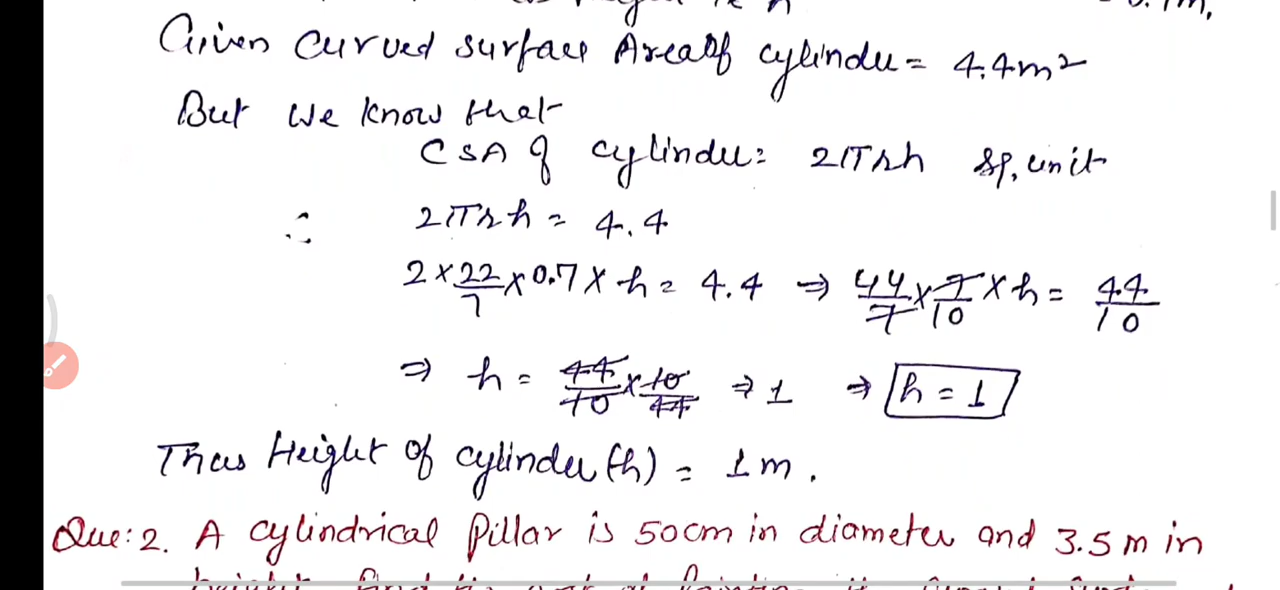 Given curved surface Area of cylinder = 4.4m²
But we know that
CSA of cylinder = 2πrh sq. unit
∴ 2πrh = 4.4
2 × 22/7 × 0.7 × h = 4.4 ⇒ 44/7 × 7/10 × h = 44/10
⇒ h = 44/10 × 10/44 ⇒ 1 ⇒ h = 1
Thus Height of cylinder (h) = 1m.
Que: 2. A cylindrical Pillar is 50cm in diameter and 3.5m in